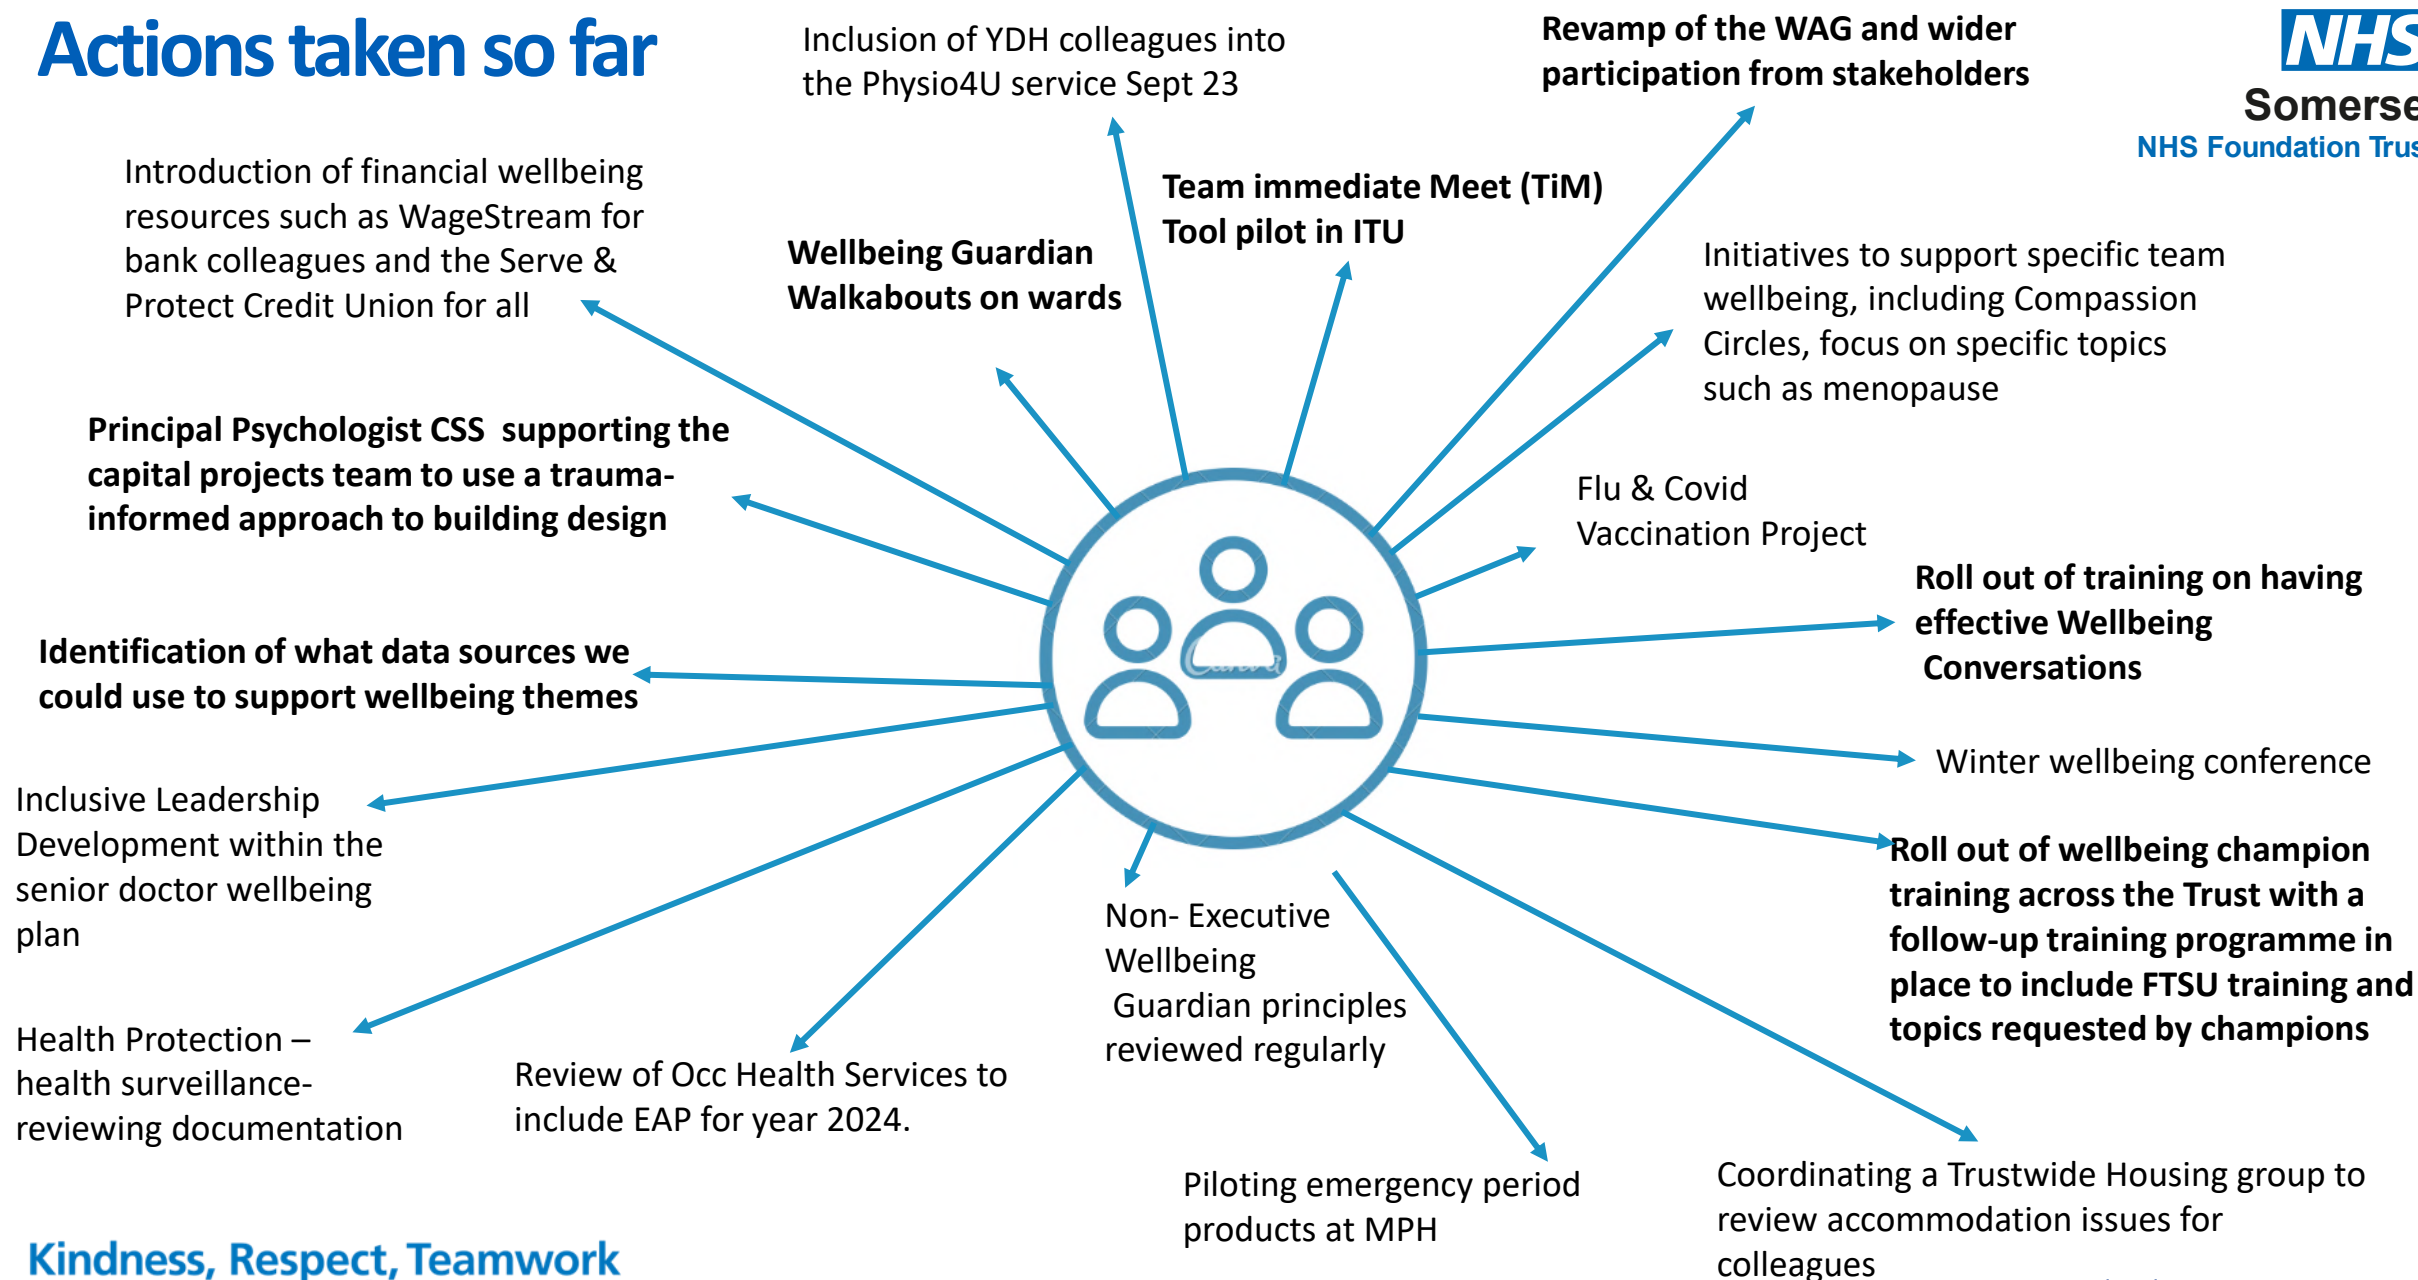 Actions taken so far
Inclusion of YDH colleagues into
the Physio4U service Sept 23
Revamp of the WAG and wider
participation from stakeholders
NHS
Somerse
NHS Foundation Trus
Introduction of financial wellbeing
resources such as WageStream for
bank colleagues and the Serve &
Protect Credit Union for all
Wellbeing Guardian
Walkabouts on wards
Team immediate Meet (TiM)
Tool pilot in ITU
Initiatives to support specific team
wellbeing, including Compassion
Circles, focus on specific topics
such as menopause
Principal Psychologist CSS  supporting the
capital projects team to use a trauma-
informed approach to building design
Flu & Covid
Vaccination Project
Roll out of training on having
effective Wellbeing
Conversations
Identification of what data sources we
could use to support wellbeing themes
Canva
Winter wellbeing conference
Inclusive Leadership
Development within the
senior doctor wellbeing
plan
Roll out of wellbeing champion
training across the Trust with a
follow-up training programme in
place to include FTSU training and
topics requested by champions
Non- Executive
Wellbeing
Guardian principles
reviewed regularly
Health Protection –
health surveillance-
reviewing documentation
Review of Occ Health Services to
include EAP for year 2024.
Piloting emergency period
products at MPH
Coordinating a Trustwide Housing group to
review accommodation issues for
colleagues
Kindness, Respect, Teamwork